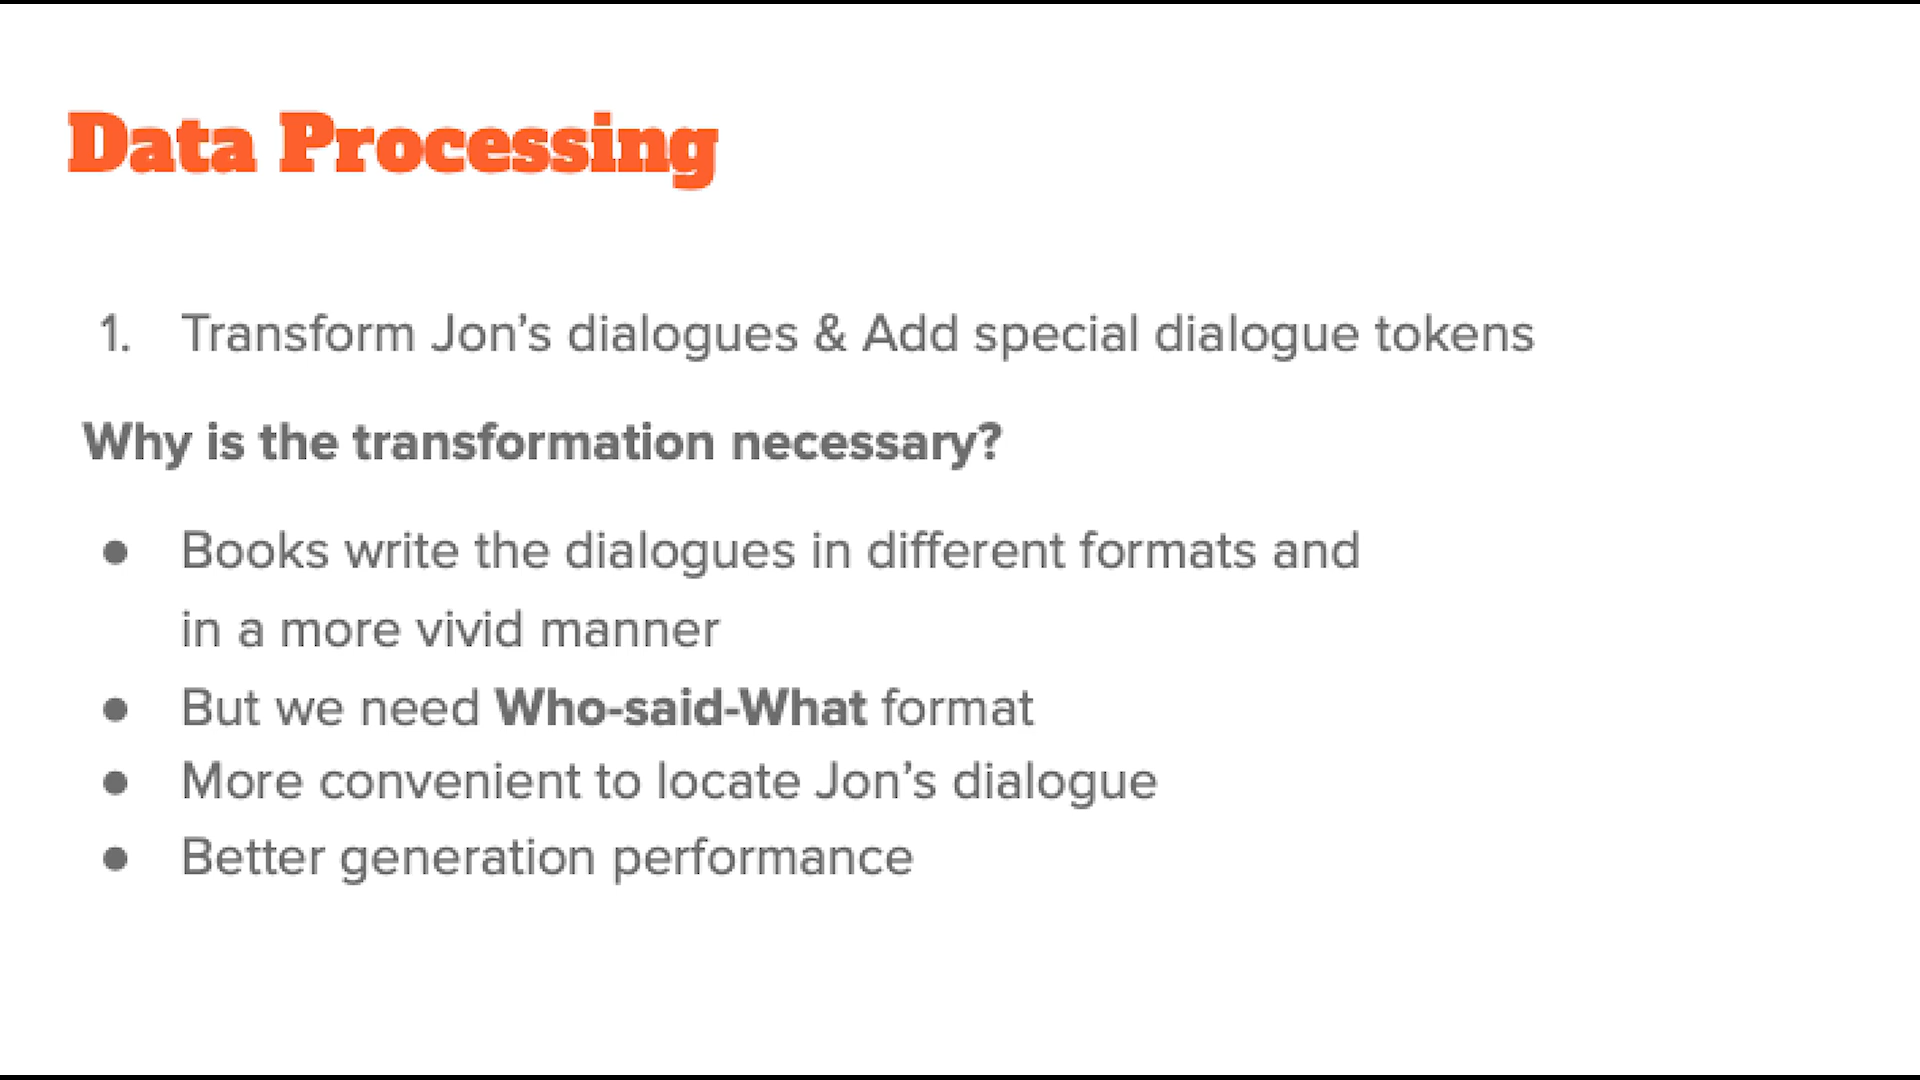 Data Processing
1. Transform Jon’s dialogues & Add special dialogue tokens
Why is the transformation necessary?
● Books write the dialogues in different formats and
in a more vivid manner
● But we need Who-said-What format
● More convenient to locate Jon’s dialogue
● Better generation performance